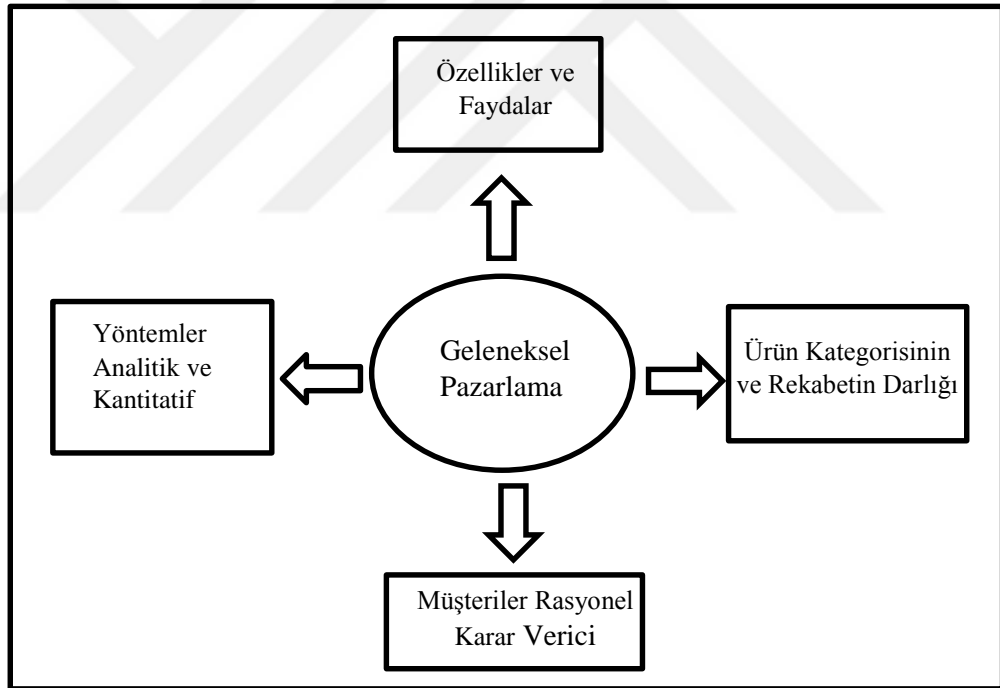 Özellikler ve
Faydalar
Yöntemler
Analitik ve
Kantitatif
Geleneksel
Pazarlama
Ürün Kategorisinin
ve Rekabetin Darlığı
Müşteriler Rasyonel
Karar Verici